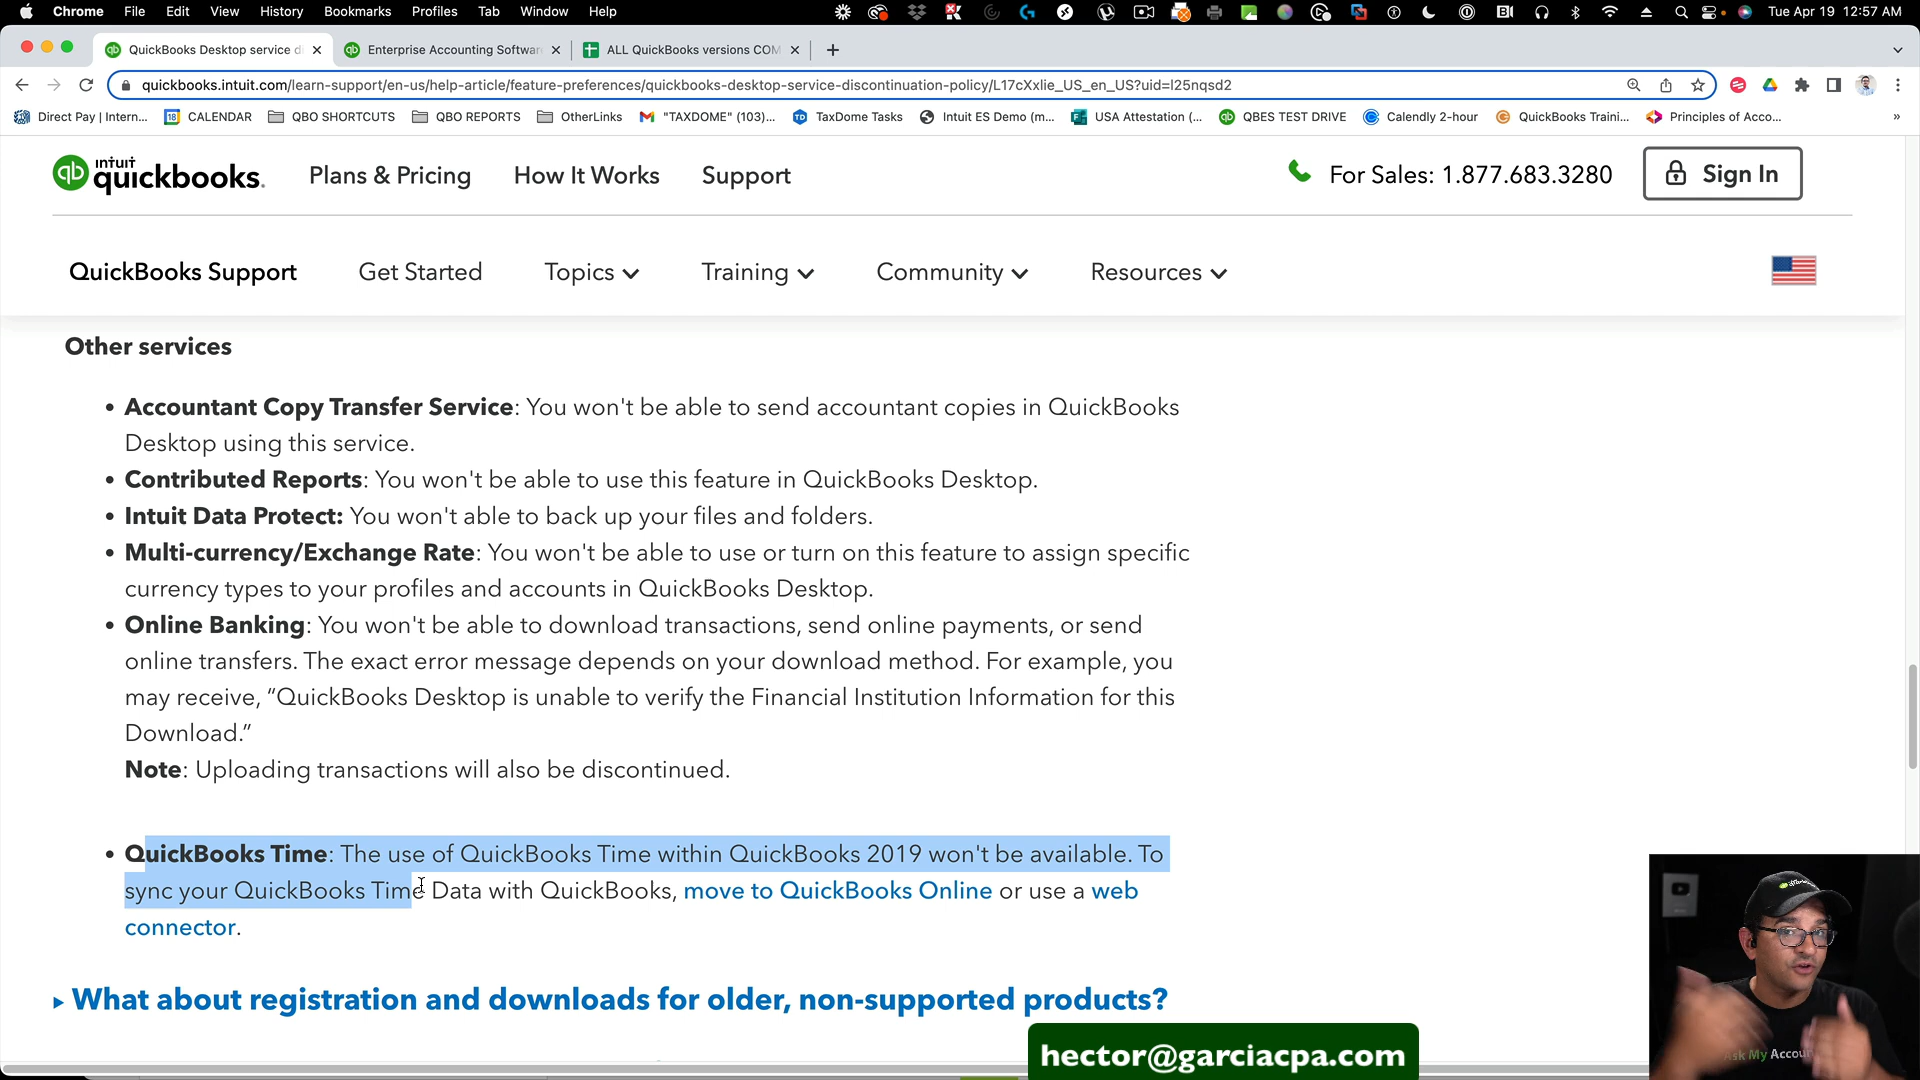 Chrome File Edit View History Bookmarks Profiles Tab Window Help Tue Apr 19 12:57 AM
QuickBooks Desktop service di Enterprise Accounting Software ALL QuickBooks versions COM
quickbooks.intuit.com/learn-support/en-us/help-article/feature-preferences/quickbooks-desktop-service-discontinuation-policy/L17cXxlie_US_en_US?uid=l25nqsd2
Direct Pay | Intern... CALENDAR QBO SHORTCUTS QBO REPORTS OtherLinks "TAXDOME" (103)... TaxDome Tasks Intuit ES Demo (m... USA Attestation (... QBES TEST DRIVE Calendly 2-hour QuickBooks Traini... Principles of Acco... »
intuit quickbooks. Plans & Pricing How It Works Support For Sales: 1.877.683.3280 Sign In
QuickBooks Support Get Started Topics Training Community Resources
Other services
• Accountant Copy Transfer Service: You won't be able to send accountant copies in QuickBooks
Desktop using this service.
• Contributed Reports: You won't be able to use this feature in QuickBooks Desktop.
• Intuit Data Protect: You won't able to back up your files and folders.
• Multi-currency/Exchange Rate: You won't be able to use or turn on this feature to assign specific
currency types to your profiles and accounts in QuickBooks Desktop.
• Online Banking: You won't be able to download transactions, send online payments, or send
online transfers. The exact error message depends on your download method. For example, you
may receive, “QuickBooks Desktop is unable to verify the Financial Institution Information for this
Download.”
Note: Uploading transactions will also be discontinued.
• QuickBooks Time: The use of QuickBooks Time within QuickBooks 2019 won't be available. To
sync your QuickBooks Time Data with QuickBooks, move to QuickBooks Online or use a web
connector.
What about registration and downloads for older, non-supported products?
hector@garciacpa.com
Ask My Accou